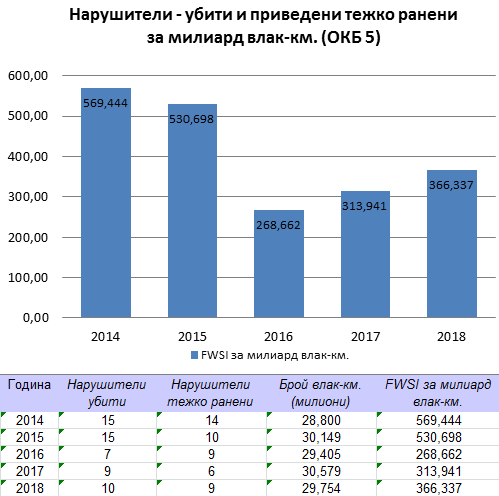 Нарушители - убити и приведени тежко ранени
за милиард влак-км. (ОКБ 5)
600,00
500,00
400,00
300,00
200,00
100,00
0,00
569,444
530,698
268,662
313,941
366,337
2014 2015 2016 2017 2018
FWSI за милиард влак-км.
Година Нарушители убити Нарушители тежко ранени Брой влак-км. (милиони) FWSI за милиард влак-км.
2014 15 14 28,800 569,444
2015 15 10 30,149 530,698
2016 7 9 29,405 268,662
2017 9 6 30,579 313,941
2018 10 9 29,754 366,337